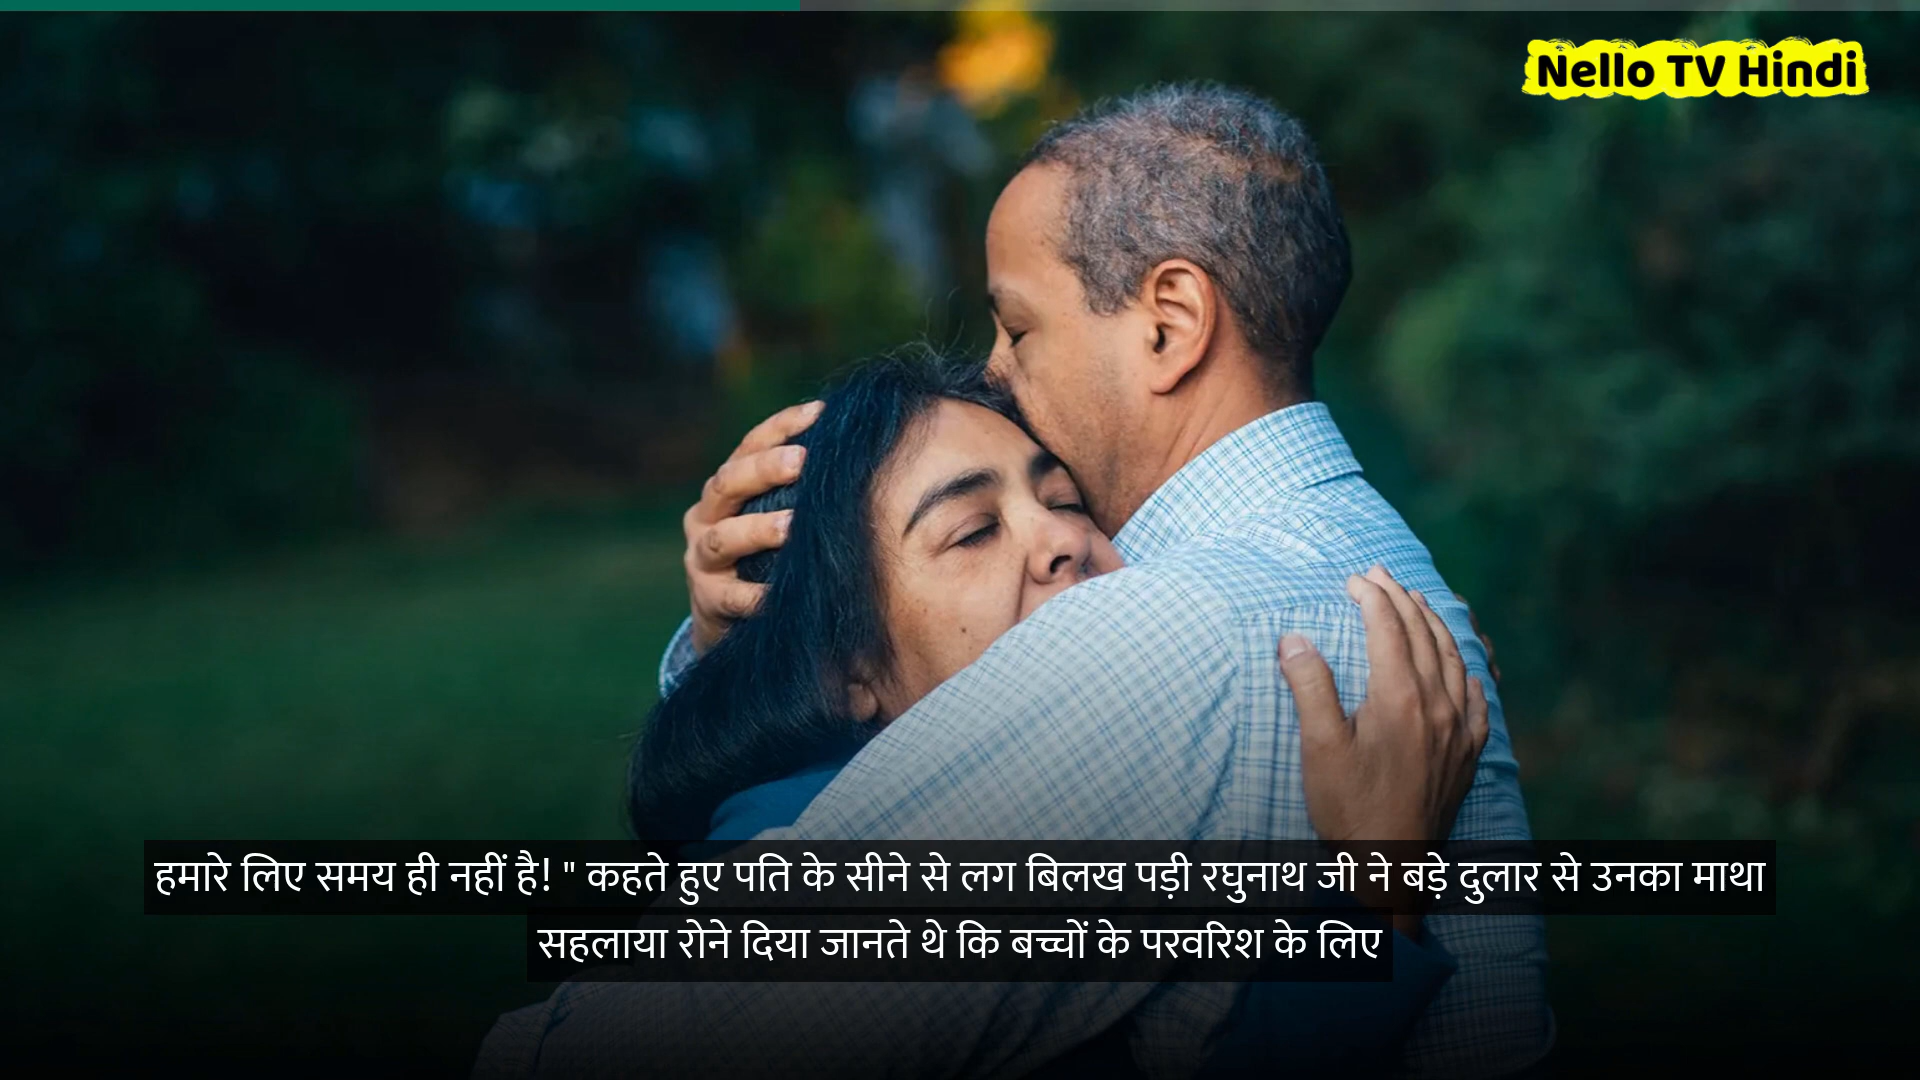 Nello TV Hindi
हमारे लिए समय ही नहीं है! " कहते हुए पति के सीने से लग बिलख पड़ी रघुनाथ जी ने बड़े दुलार से उनका माथा
सहलाया रोने दिया जानते थे कि बच्चों के परवरिश के लिए